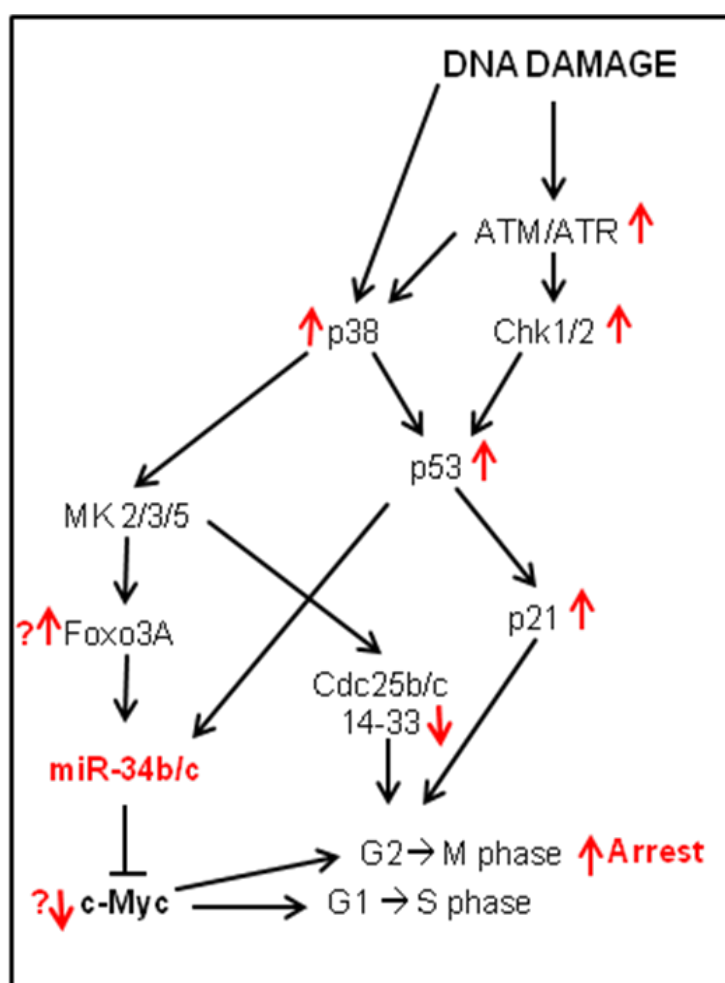 DNA DAMAGE
ATM/ATR ↑
↑ p38
Chk1/2 ↑
p53 ↑
MK 2/3/5
p21 ↑
?↑ Foxo3A
Cdc25b/c
14-33 ↓
miR-34b/c
G2→M phase ↑ Arrest
?↓ c-Myc
G1 → S phase